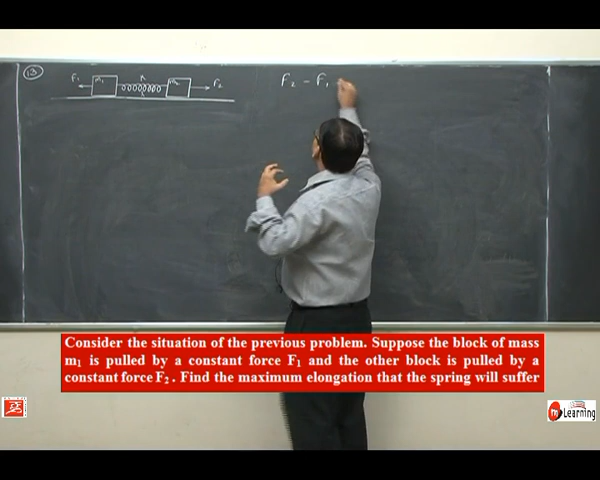 13
F₁ m₁ k m₂ F₂
F₂ - F₁
Consider the situation of the previous problem. Suppose the block of mass
m₁ is pulled by a constant force F₁ and the other block is pulled by a
constant force F₂ . Find the maximum elongation that the spring will suffer
m Learning